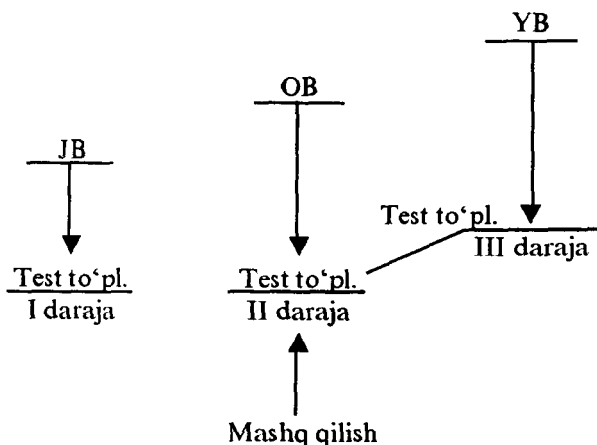 YB
OB
JB
Test to‘pl.
III daraja
Test to‘pl.
I daraja
Test to‘pl.
II daraja
Mashq qilish